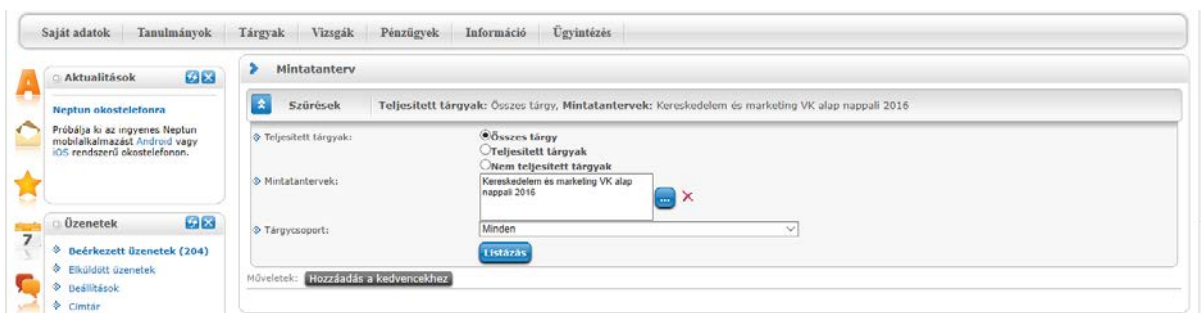 Saját adatok Tanulmányok Tárgyak Vizsgák Pénzügyek Információ Ügyintézés
Aktualitások
Neptun okostelefonra
Próbálja ki az ingyenes Neptun
mobilalkalmazást Android vagy
iOS rendszerű okostelefonon.
7
Üzenetek
Beérkezett üzenetek (204)
Elküldött üzenetek
Beállítások
Címtár
Mintatanterv
Szűrések Teljesített tárgyak: Összes tárgy, Mintatantervek: Kereskedelem és marketing VK alap nappali 2016
Teljesített tárgyak: Összes tárgy
Teljesített tárgyak
Nem teljesített tárgyak
Mintatantervek: Kereskedelem és marketing VK alap
nappali 2016
...
Tárgycsoport: Minden
Listázás
Műveletek: Hozzáadás a kedvencekhez